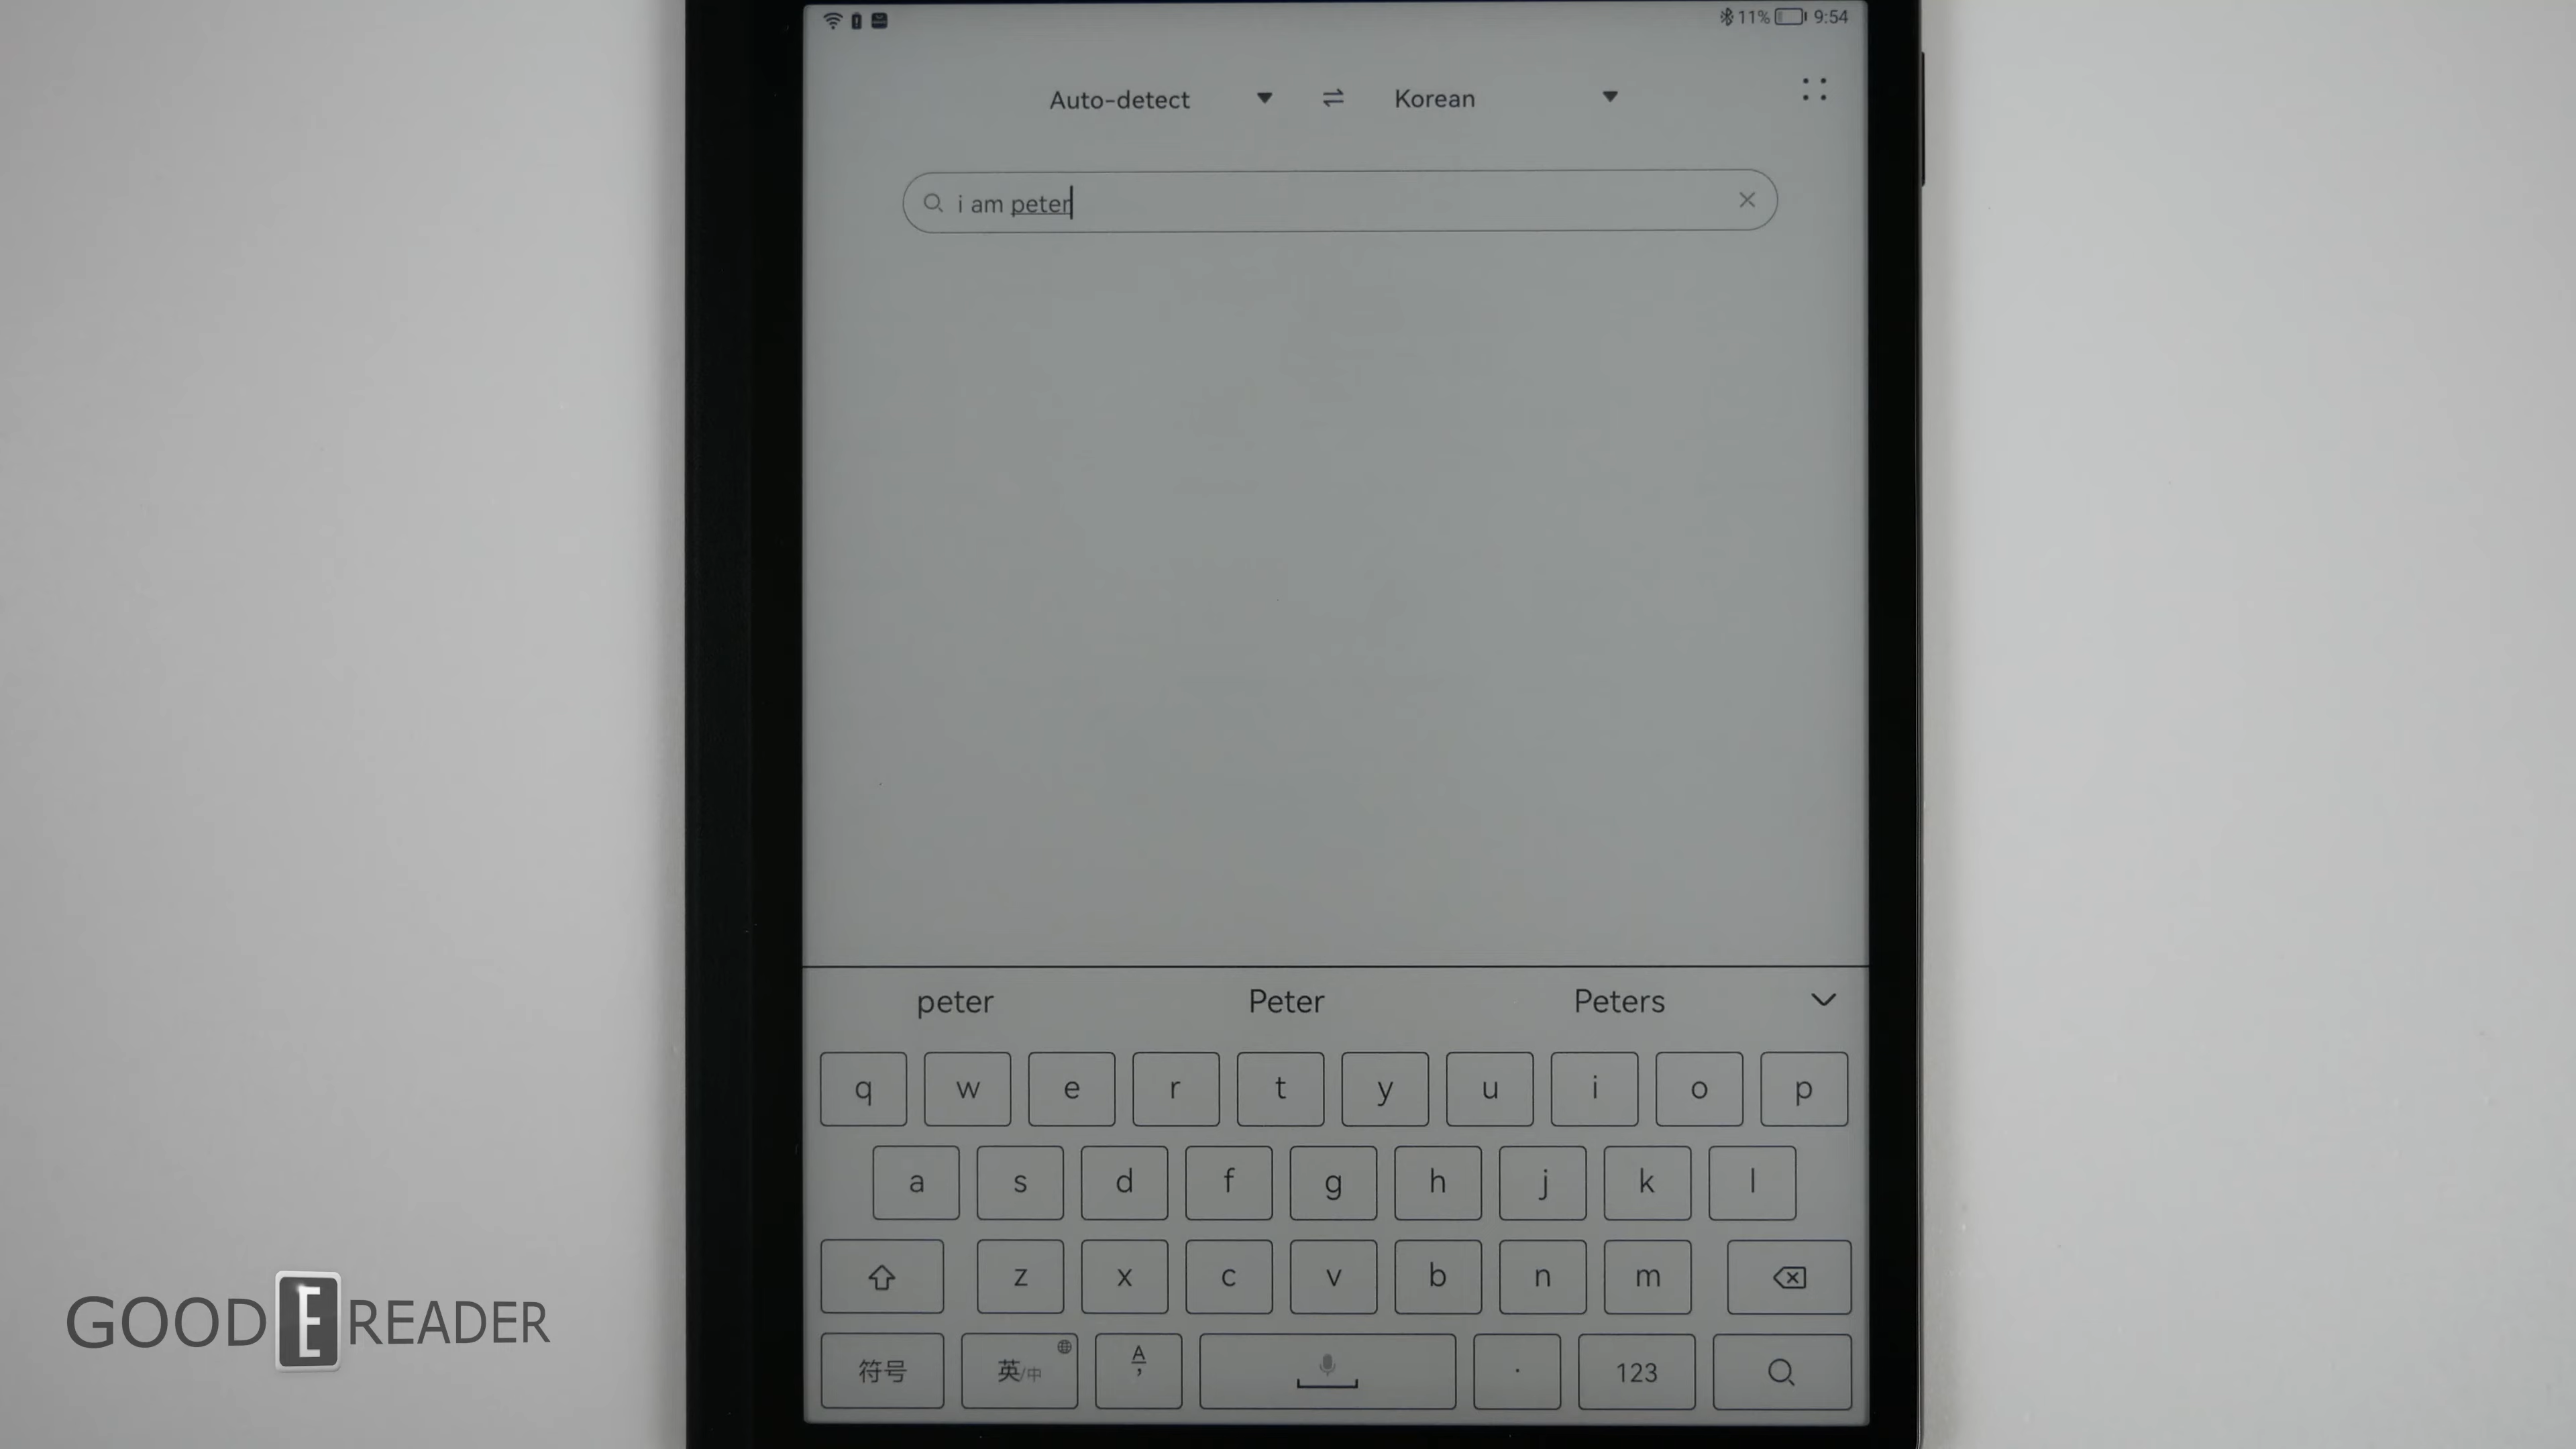 11% 9:54
Auto-detect Korean
i am peter
peter Peter Peters
q w e r t y u i o p
a s d f g h j k l
z x c v b n m
符号 英/中 A , . 123
GOOD E READER